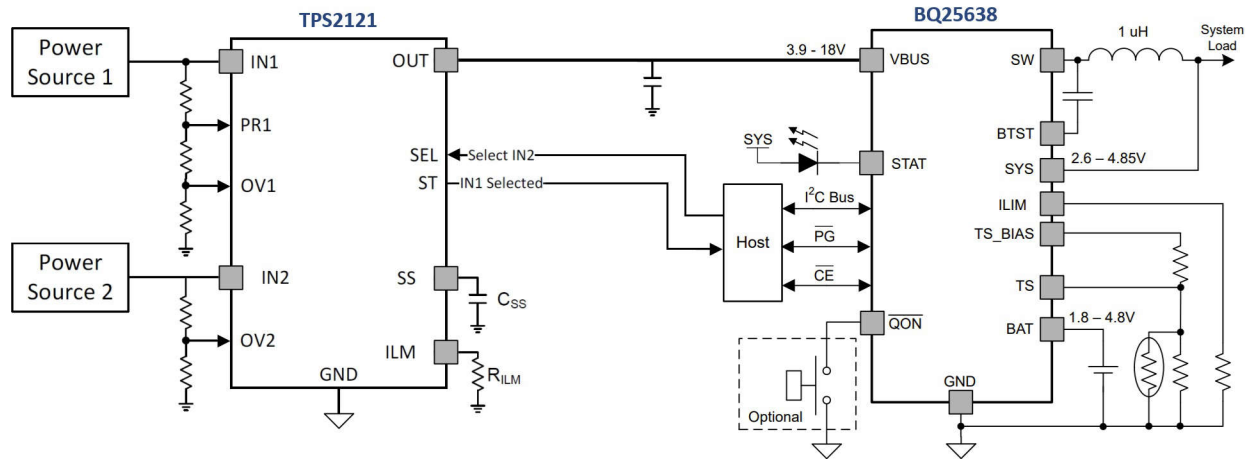 TPS2121
BQ25638
Power
Source 1
IN1
PR1
OV1
Power
Source 2
IN2
OV2
OUT
SEL
ST
SS
ILM
GND
Select IN2
IN1 Selected
C_SS
R_ILM
3.9 - 18V
SYS
Host
I²C Bus
PG
CE
Optional
VBUS
STAT
QON
GND
SW
BTST
SYS
ILIM
TS_BIAS
TS
BAT
1 uH
System
Load
2.6 – 4.85V
1.8 – 4.8V